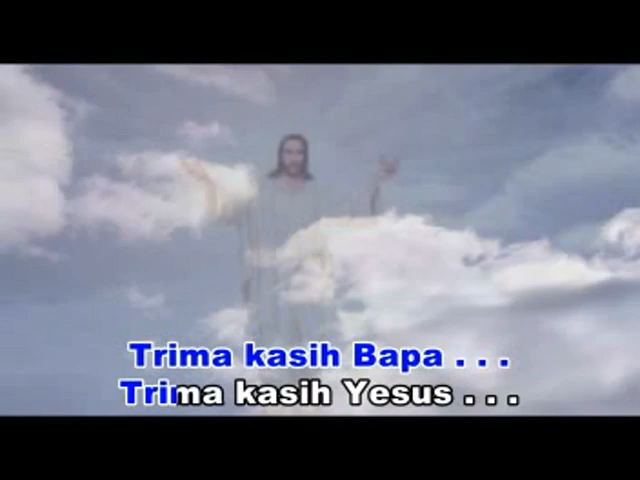 Trima kasih Bapa . . .
Trima kasih Yesus . . .